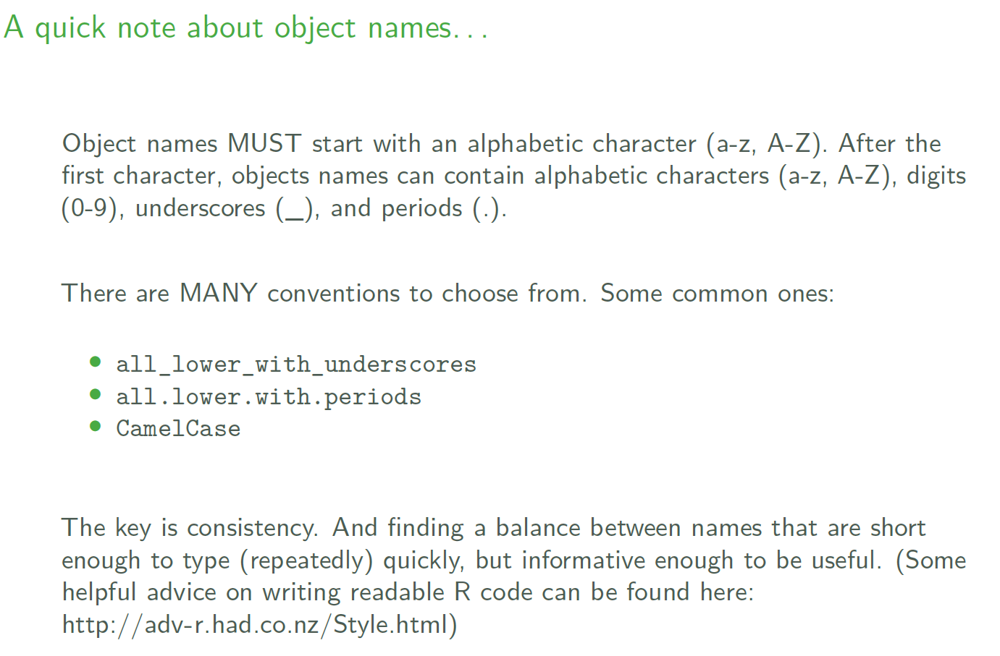 A quick note about object names...
Object names MUST start with an alphabetic character (a-z, A-Z). After the
first character, objects names can contain alphabetic characters (a-z, A-Z), digits
(0-9), underscores (_), and periods (.).
There are MANY conventions to choose from. Some common ones:
• all_lower_with_underscores
• all.lower.with.periods
• CamelCase
The key is consistency. And finding a balance between names that are short
enough to type (repeatedly) quickly, but informative enough to be useful. (Some
helpful advice on writing readable R code can be found here:
http://adv-r.had.co.nz/Style.html)